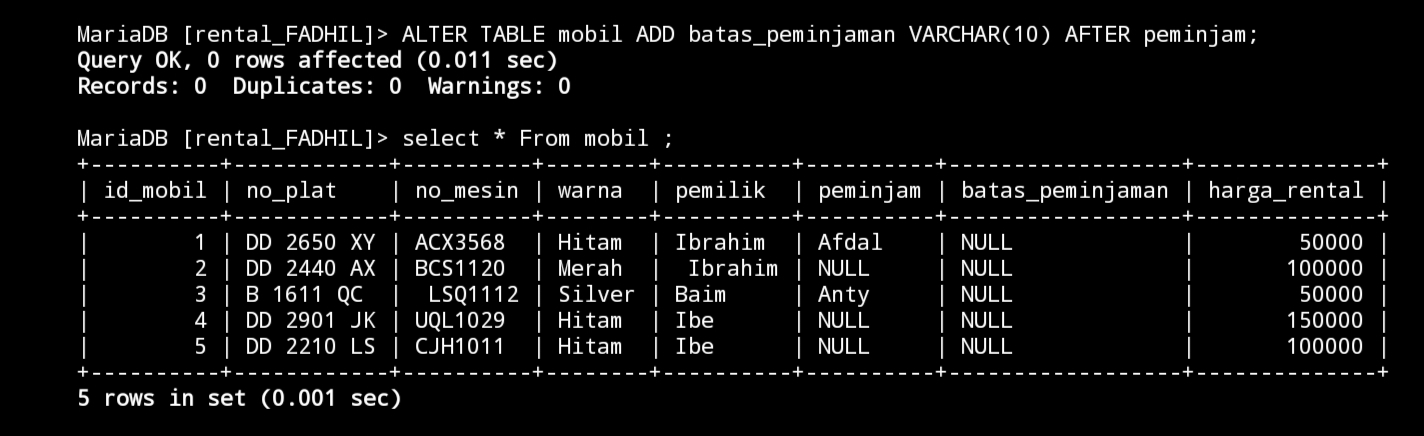 MariaDB [rental_FADHIL]> ALTER TABLE mobil ADD batas_peminjaman VARCHAR(10) AFTER peminjam;
Query OK, 0 rows affected (0.011 sec)
Records: 0  Duplicates: 0  Warnings: 0

MariaDB [rental_FADHIL]> select * From mobil ;
+----------+------------+----------+--------+----------+----------+------------------+--------------+
| id_mobil | no_plat    | no_mesin | warna  | pemilik  | peminjam | batas_peminjaman | harga_rental |
+----------+------------+----------+--------+----------+----------+------------------+--------------+
|        1 | DD 2650 XY | ACX3568  | Hitam  | Ibrahim  | Afdal    | NULL             |        50000 |
|        2 | DD 2440 AX | BCS1120  | Merah  |  Ibrahim | NULL     | NULL             |       100000 |
|        3 | B 1611 QC  |  LSQ1112 | Silver | Baim     | Anty     | NULL             |        50000 |
|        4 | DD 2901 JK | UQL1029  | Hitam  | Ibe      | NULL     | NULL             |       150000 |
|        5 | DD 2210 LS | CJH1011  | Hitam  | Ibe      | NULL     | NULL             |       100000 |
+----------+------------+----------+--------+----------+----------+------------------+--------------+
5 rows in set (0.001 sec)